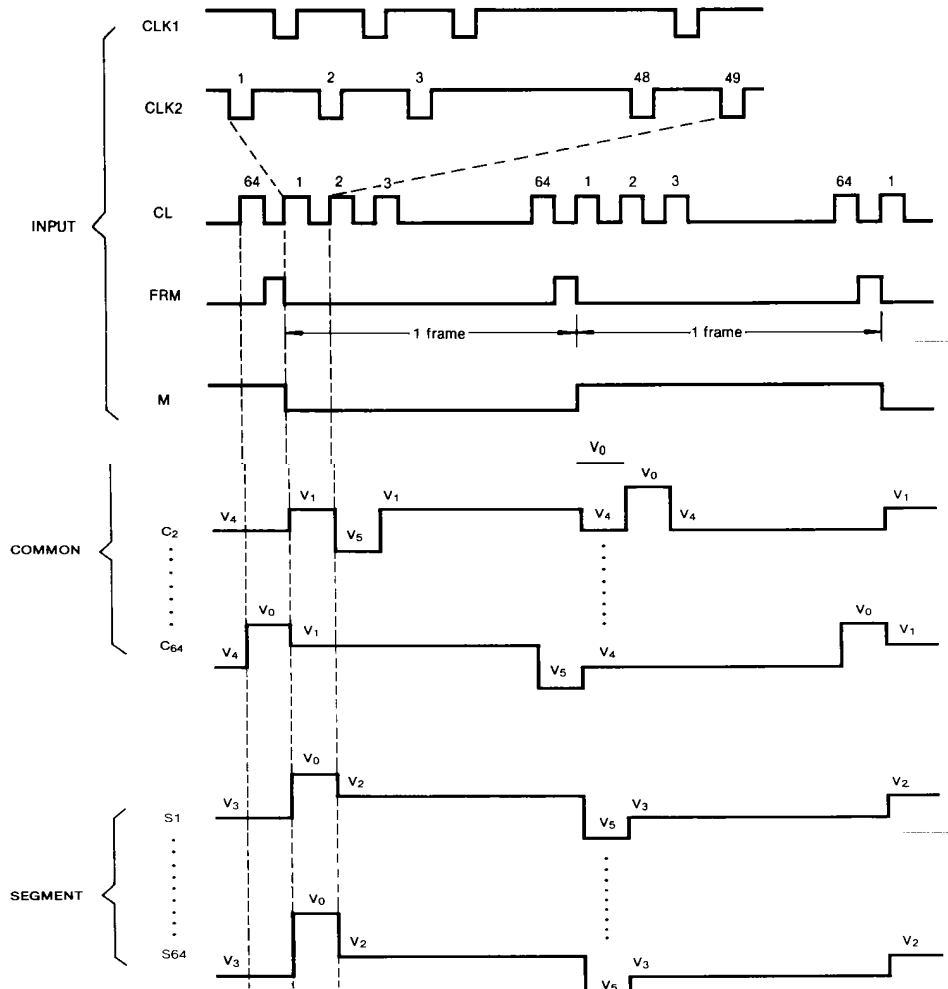 CLK1
1 2 3 48 49
CLK2
64 1 2 3 64 1 2 3 64 1
CL
INPUT
FRM
1 frame 1 frame
M
V0
V1 V1 V0 V1
V4 V4 V4
C2 V5
COMMON
V0 V0
C64 V1 V1
V4 V5 V4
V0
V2 V2
V3 V3
S1 V5
SEGMENT
V0
S64 V2 V2
V3 V3
V5